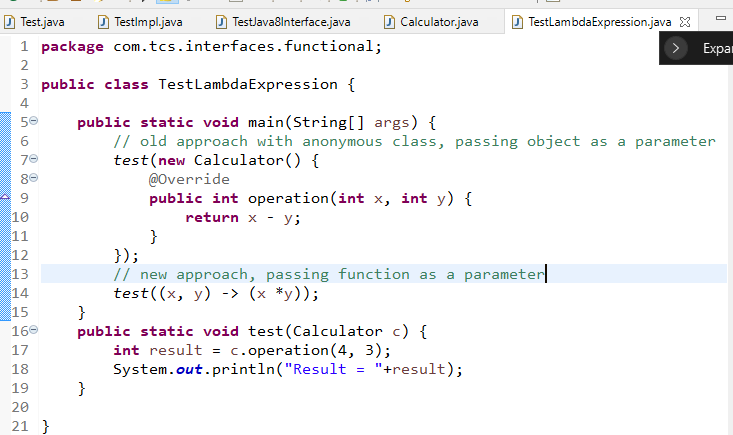 Test.java TestImpl.java TestJava8Interface.java Calculator.java TestLambdaExpression.java
Expa
1 package com.tcs.interfaces.functional;
2
3 public class TestLambdaExpression {
4
5 public static void main(String[] args) {
6 // old approach with anonymous class, passing object as a parameter
7 test(new Calculator() {
8 @Override
9 public int operation(int x, int y) {
10 return x - y;
11 }
12 });
13 // new approach, passing function as a parameter
14 test((x, y) -> (x *y));
15 }
16 public static void test(Calculator c) {
17 int result = c.operation(4, 3);
18 System.out.println("Result = "+result);
19 }
20
21 }